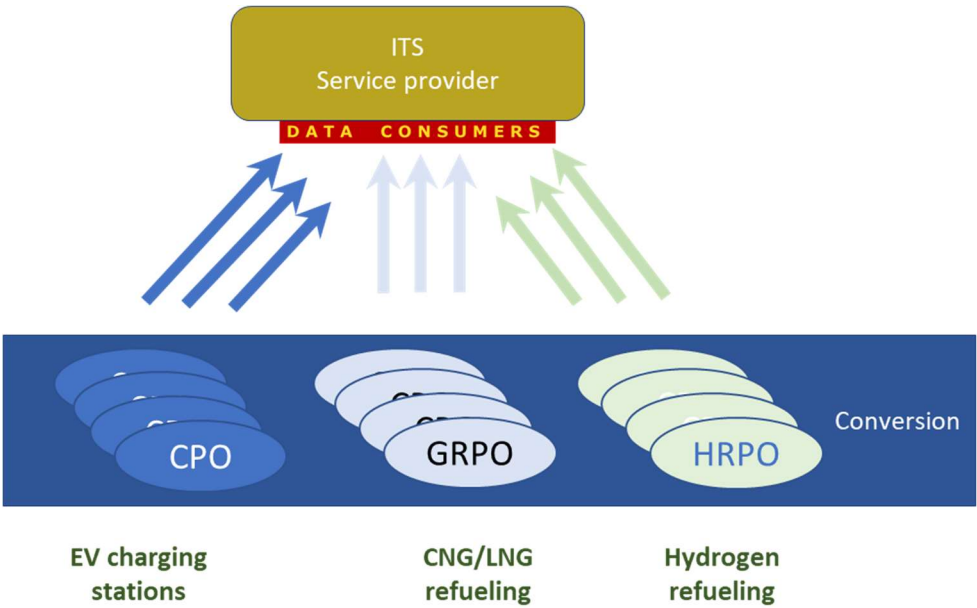 ITS
Service provider
DATA CONSUMERS
CPO
GRPO
HRPO
Conversion
EV charging
stations
CNG/LNG
refueling
Hydrogen
refueling